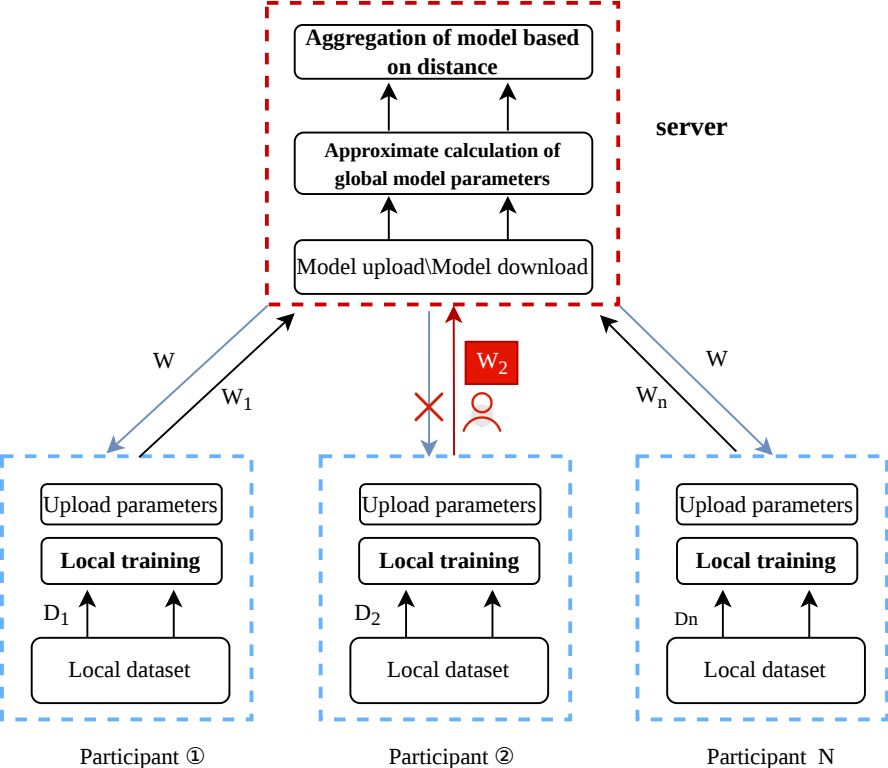 Aggregation of model based
on distance
server
Approximate calculation of
global model parameters
Model upload\Model download
W
W1
W2
Wn
W
Upload parameters
Upload parameters
Upload parameters
Local training
Local training
Local training
D1
D2
Dn
Local dataset
Local dataset
Local dataset
Participant ①
Participant ②
Participant N